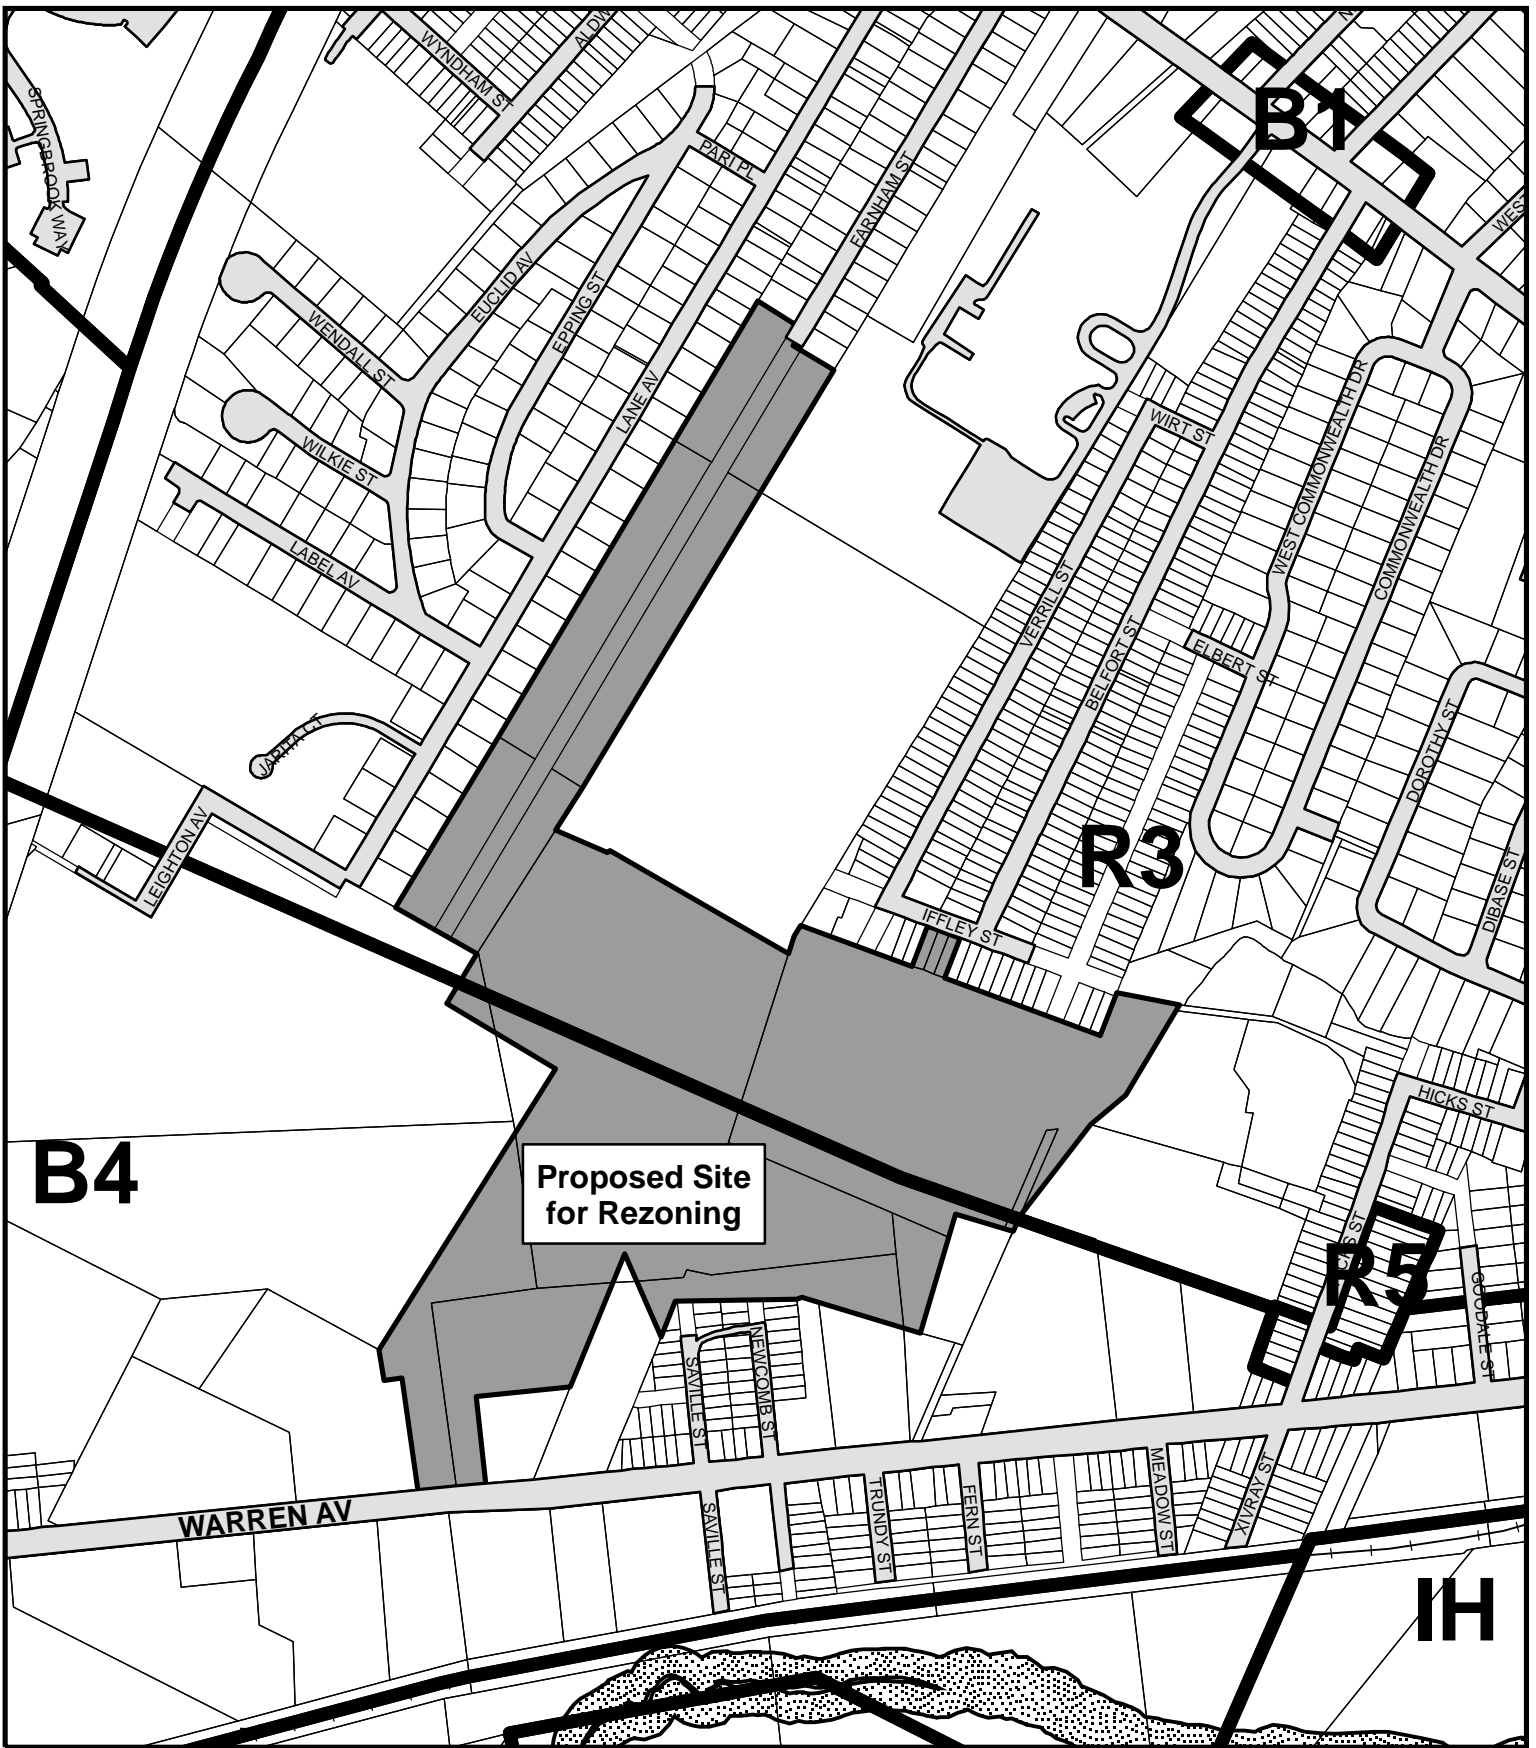 WYNDHAM ST
SPRINGBROOK WAY
B1
PARI PL
FARNHAM ST
EUCLID AV
EPPING ST
WENDALL ST
LANE AV
WILKIE ST
WIRT ST
WEST COMMONWEALTH DR
COMMONWEALTH DR
LABEL AV
VERRILL ST
BELFORT ST
ELBERT ST
JARITA CT
DOROTHY ST
LEIGHTON AV
R3
DIBASE ST
IFFLEY ST
HICKS ST
B4
Proposed Site
for Rezoning
R5
GOODALE ST
SAVILLE ST
NEWCOMB ST
WARREN AV
SAVILLE ST
TRUNDY ST
FERN ST
MEADOW ST
XIVRAY ST
IH